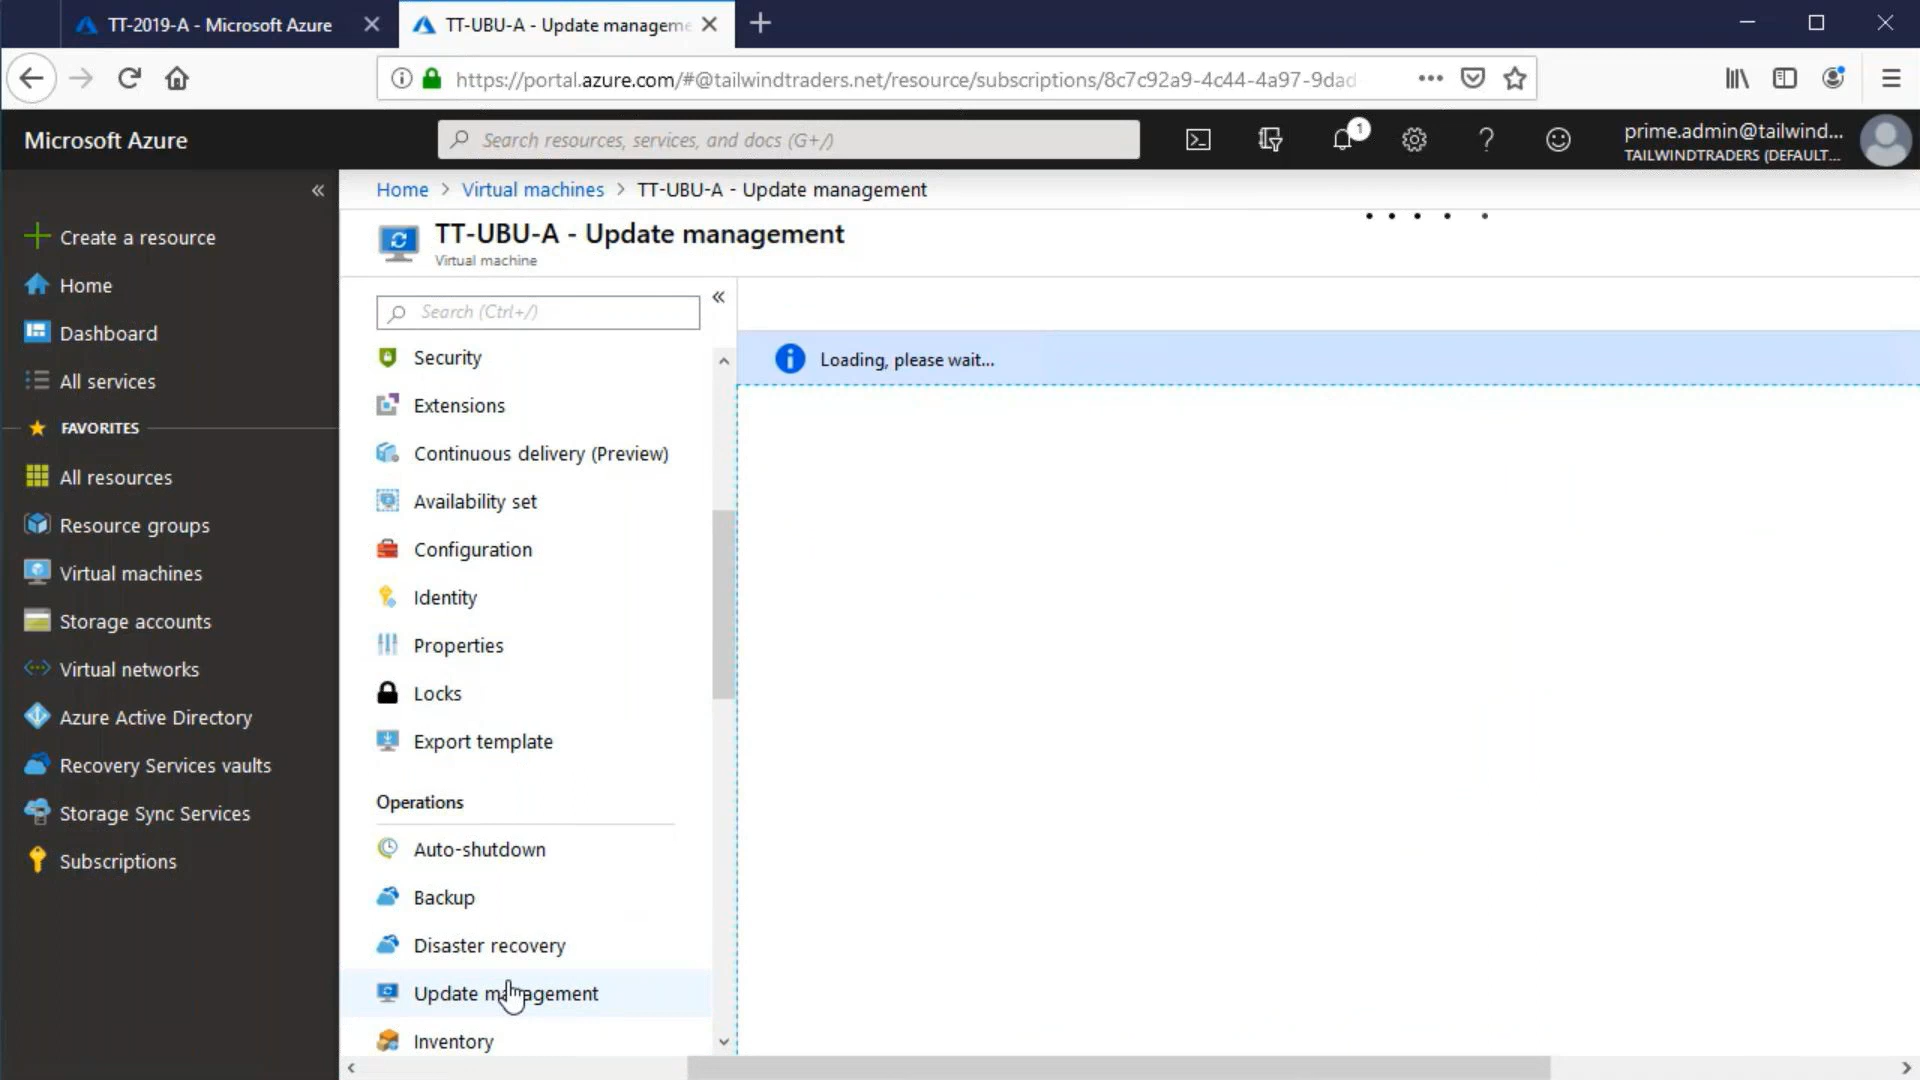 TT-2019-A - Microsoft Azure
TT-UBU-A - Update manageme
https://portal.azure.com/#@tailwindtraders.net/resource/subscriptions/8c7c92a9-4c44-4a97-9dad
Microsoft Azure
Search resources, services, and docs (G+/)
1
prime.admin@tailwind...
TAILWINDTRADERS (DEFAULT...
Home > Virtual machines > TT-UBU-A - Update management
TT-UBU-A - Update management
Virtual machine
Create a resource
Home
Dashboard
All services
FAVORITES
All resources
Resource groups
Virtual machines
Storage accounts
Virtual networks
Azure Active Directory
Recovery Services vaults
Storage Sync Services
Subscriptions
Search (Ctrl+/)
Security
Extensions
Continuous delivery (Preview)
Availability set
Configuration
Identity
Properties
Locks
Export template
Operations
Auto-shutdown
Backup
Disaster recovery
Update management
Inventory
Loading, please wait...